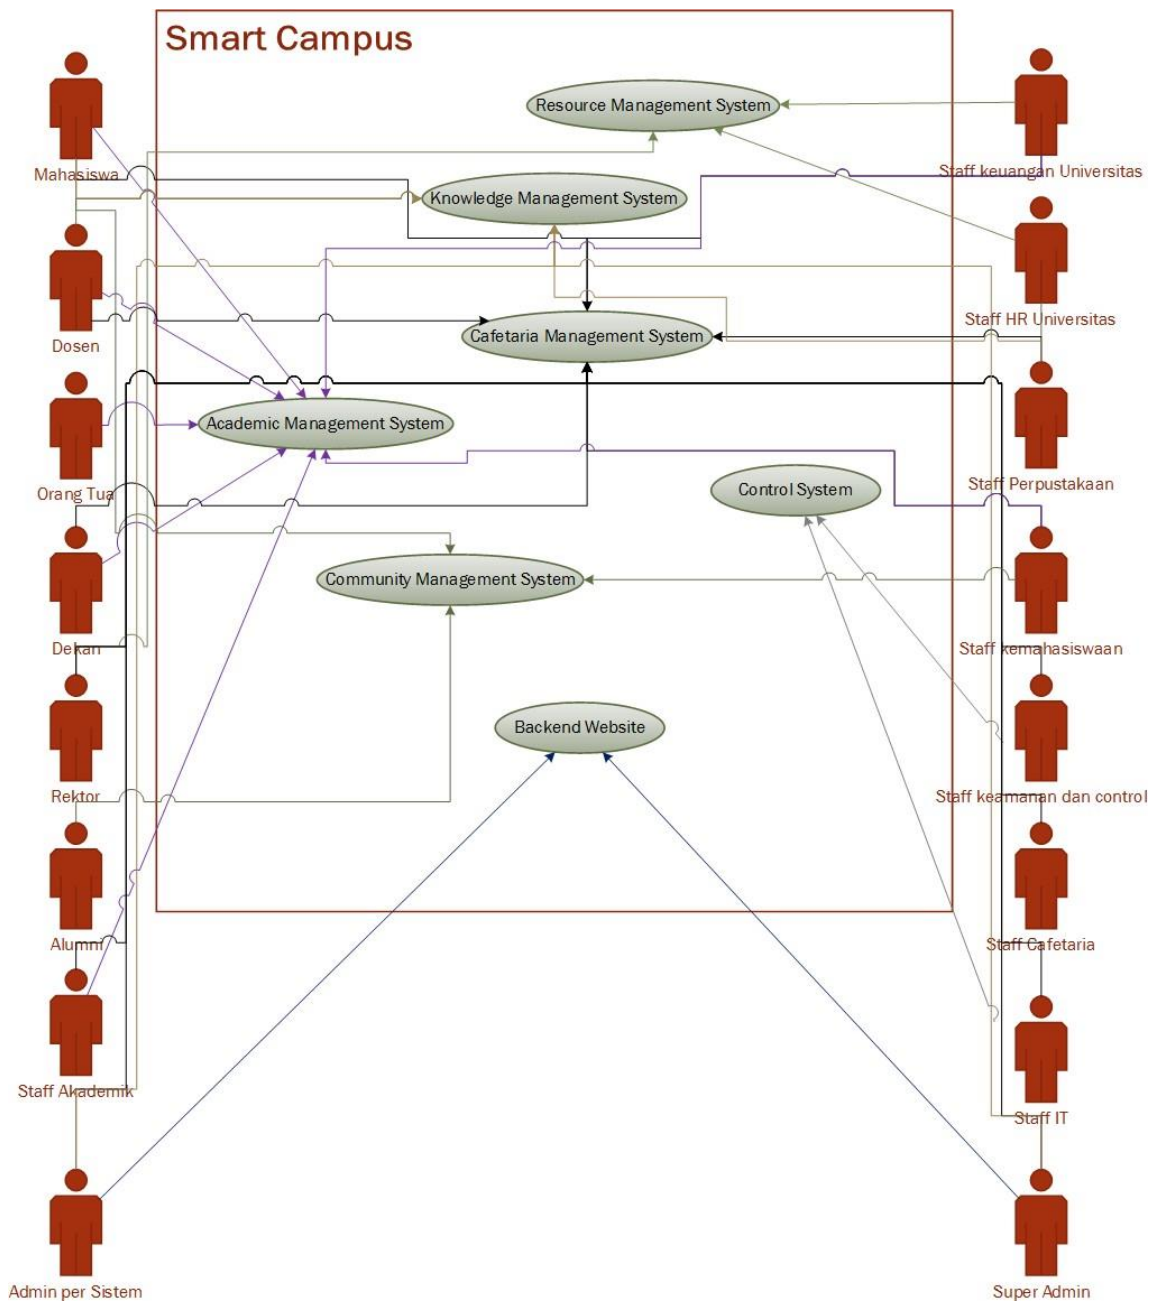 Smart Campus
Resource Management System
Mahasiswa
Staff keuangan Universitas
Knowledge Management System
Dosen
Staff HR Universitas
Cafetaria Management System
Academic Management System
Orang Tua
Staff Perpustakaan
Control System
Community Management System
Dekan
Staff kemahasiswaan
Backend Website
Rektor
Staff keamanan dan control
Alumni
Staff Cafetaria
Staff Akademik
Staff IT
Admin per Sistem
Super Admin